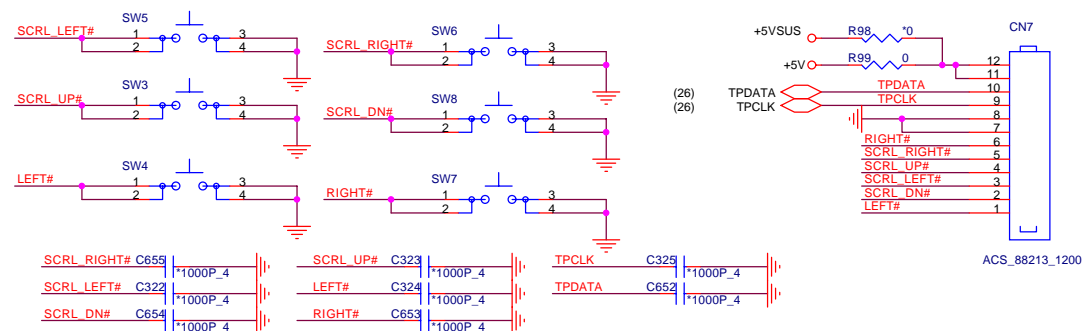 SW5
SCRL_LEFT# 1 3
2 4
SW6
SCRL_RIGHT# 1 3
2 4
SW3
SCRL_UP# 1 3
2 4
SW8
SCRL_DN# 1 3
2 4
SW4
LEFT# 1 3
2 4
SW7
RIGHT# 1 3
2 4
CN7
+5VSUS R98 *0
+5V R99 0
12
11
(26) TPDATA TPDATA 10
(26) TPCLK TPCLK 9
8
7
RIGHT# 6
SCRL_RIGHT# 5
SCRL_UP# 4
SCRL_LEFT# 3
SCRL_DN# 2
LEFT# 1
ACS_88213_1200
SCRL_RIGHT# C655 *1000P_4
SCRL_LEFT# C322 *1000P_4
SCRL_DN# C654 *1000P_4
SCRL_UP# C323 *1000P_4
LEFT# C324 *1000P_4
RIGHT# C653 *1000P_4
TPCLK C325 *1000P_4
TPDATA C652 *1000P_4